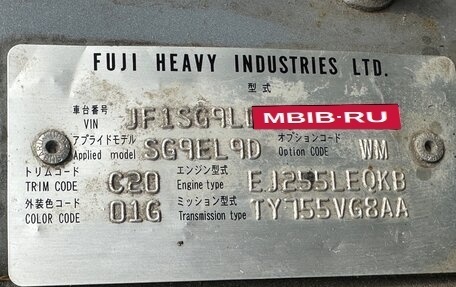 FUJI HEAVY INDUSTRIES LTD.
型式
車台番号
VIN JF1SG9L MBIB-RU
アプライドモデル オプションコード
Applied model SG9EL9D Option CODE WM
トリムコード エンジン型式
TRIM CODE C20 Engine type EJ255LEQKB
外装色コード ミッション型式
COLOR CODE 01G Transmission type TY755VG8AA